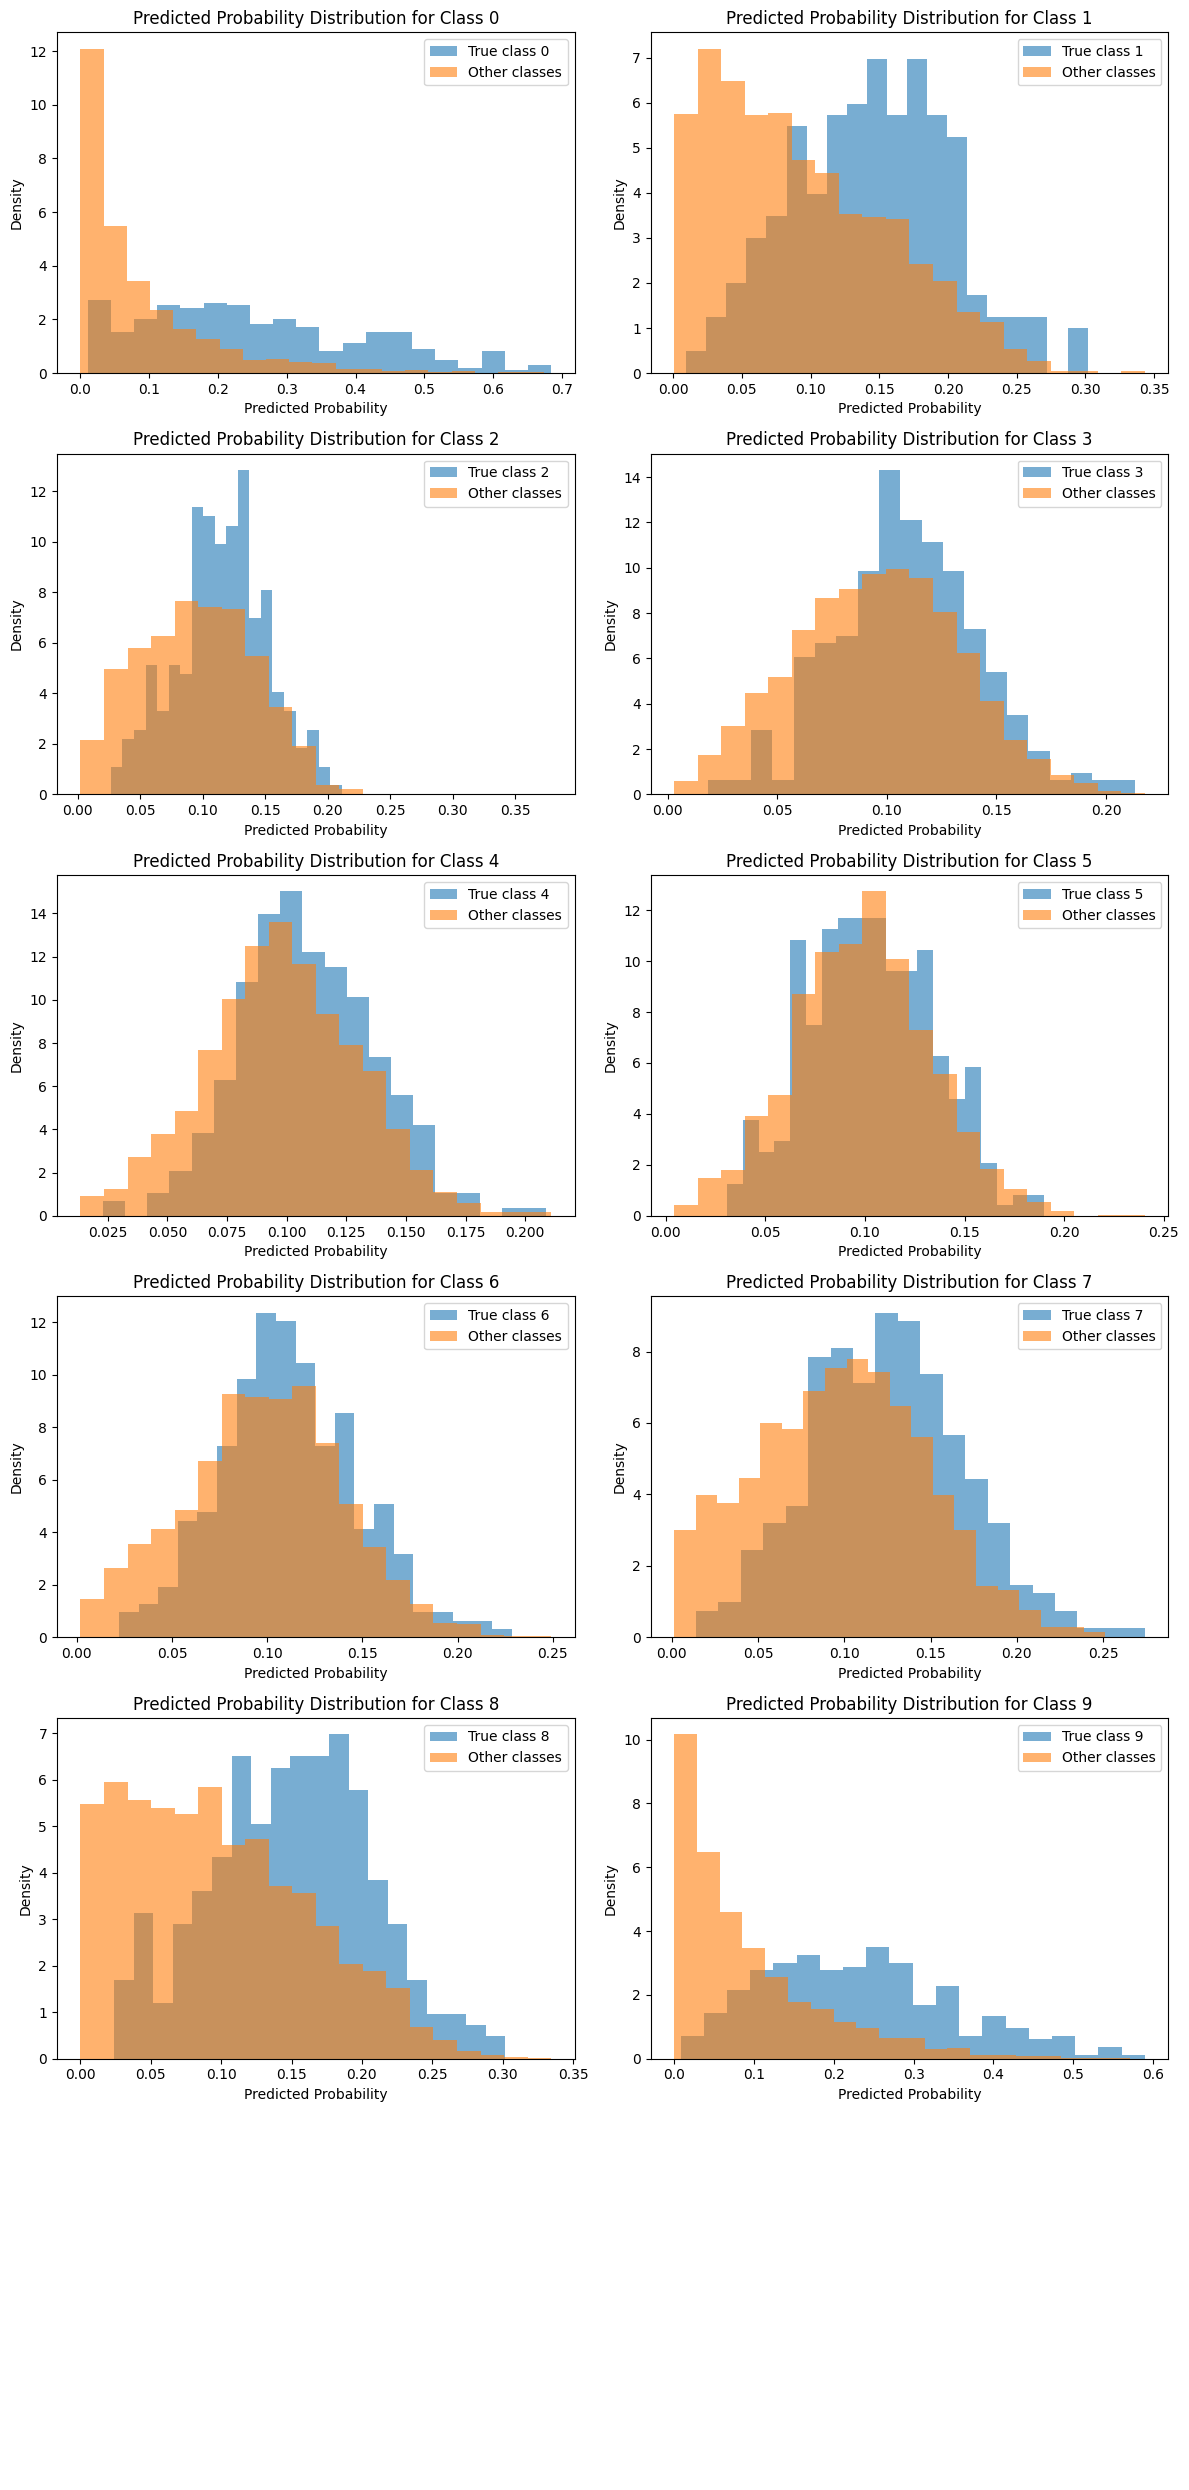 Predicted Probability Distribution for Class 0
12
10
8
6
4
2
0
Density
True class 0
Other classes
0.0 0.1 0.2 0.3 0.4 0.5 0.6 0.7
Predicted Probability
Predicted Probability Distribution for Class 1
7
6
5
4
3
2
1
0
Density
True class 1
Other classes
0.00 0.05 0.10 0.15 0.20 0.25 0.30 0.35
Predicted Probability
Predicted Probability Distribution for Class 2
12
10
8
6
4
2
0
Density
True class 2
Other classes
0.00 0.05 0.10 0.15 0.20 0.25 0.30 0.35
Predicted Probability
Predicted Probability Distribution for Class 3
14
12
10
8
6
4
2
0
Density
True class 3
Other classes
0.00 0.05 0.10 0.15 0.20
Predicted Probability
Predicted Probability Distribution for Class 4
14
12
10
8
6
4
2
0
Density
True class 4
Other classes
0.025 0.050 0.075 0.100 0.125 0.150 0.175 0.200
Predicted Probability
Predicted Probability Distribution for Class 5
12
10
8
6
4
2
0
Density
True class 5
Other classes
0.00 0.05 0.10 0.15 0.20 0.25
Predicted Probability
Predicted Probability Distribution for Class 6
12
10
8
6
4
2
0
Density
True class 6
Other classes
0.00 0.05 0.10 0.15 0.20 0.25
Predicted Probability
Predicted Probability Distribution for Class 7
8
6
4
2
0
Density
True class 7
Other classes
0.00 0.05 0.10 0.15 0.20 0.25
Predicted Probability
Predicted Probability Distribution for Class 8
7
6
5
4
3
2
1
0
Density
True class 8
Other classes
0.00 0.05 0.10 0.15 0.20 0.25 0.30 0.35
Predicted Probability
Predicted Probability Distribution for Class 9
10
8
6
4
2
0
Density
True class 9
Other classes
0.0 0.1 0.2 0.3 0.4 0.5 0.6
Predicted Probability